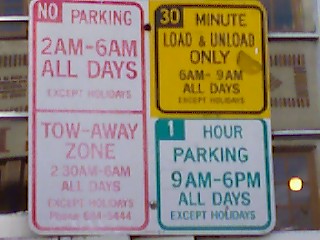 NO PARKING
2AM-6AM
ALL DAYS
EXCEPT HOLIDAYS
TOW-AWAY
ZONE
2:30AM-6AM
ALL DAYS
EXCEPT HOLIDAYS
Phone
30 MINUTE
LOAD & UNLOAD
ONLY
6AM-9AM
ALL DAYS
EXCEPT HOLIDAYS
1 HOUR
PARKING
9AM-6PM
ALL DAYS
EXCEPT HOLIDAYS